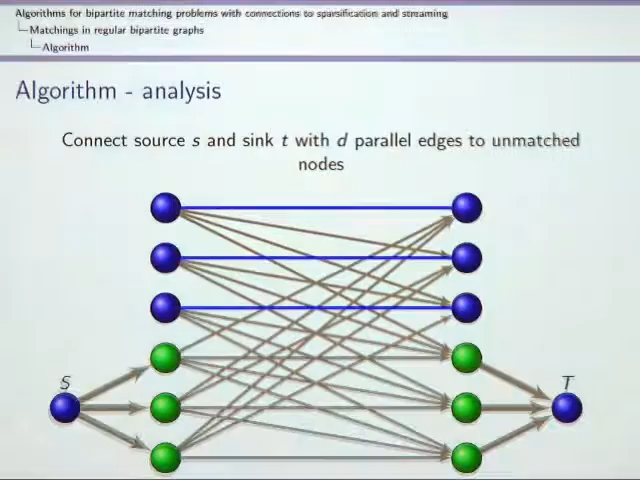 Algorithms for bipartite matching problems with connections to sparsification and streaming
Matchings in regular bipartite graphs
Algorithm
Algorithm - analysis
Connect source s and sink t with d parallel edges to unmatched
nodes
S
T